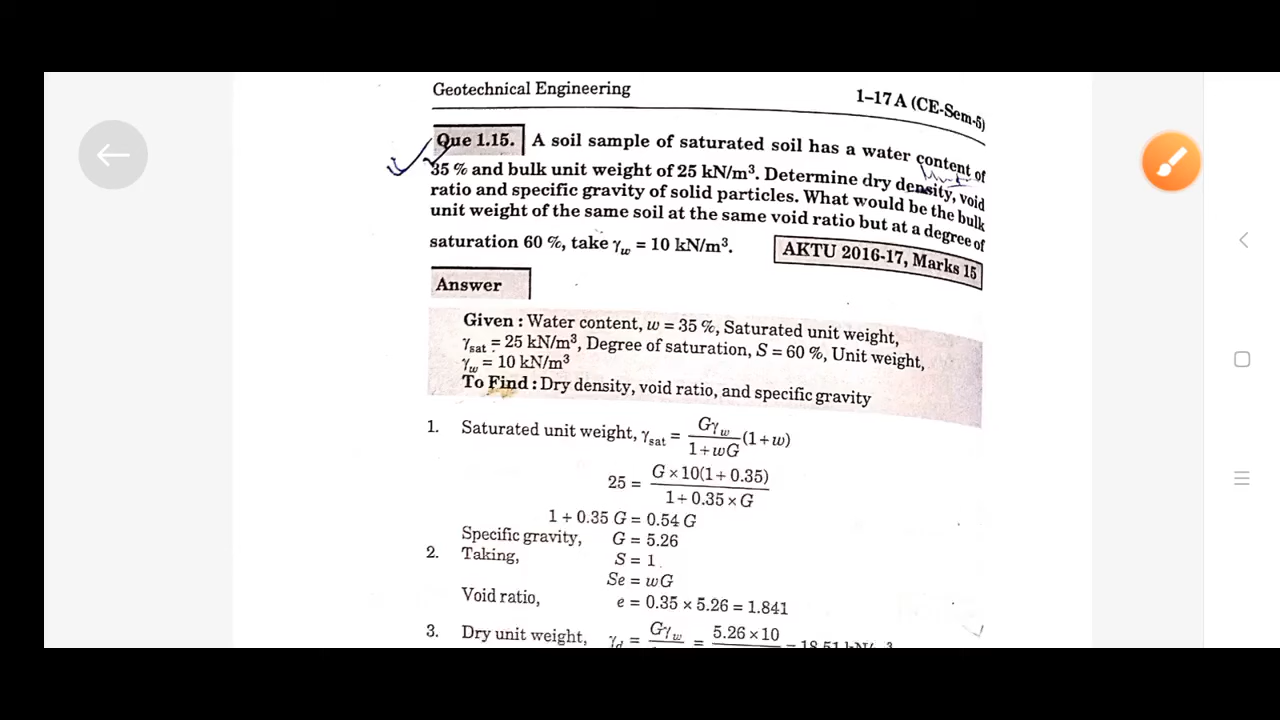 Geotechnical Engineering
1–17 A (CE-Sem-5)
Que 1.15. A soil sample of saturated soil has a water content of
35 % and bulk unit weight of 25 kN/m³. Determine dry density, void
ratio and specific gravity of solid particles. What would be the bulk
unit weight of the same soil at the same void ratio but at a degree of
saturation 60 %, take γw = 10 kN/m³.
AKTU 2016-17, Marks 15
Answer
Given : Water content, w = 35 %, Saturated unit weight,
γsat = 25 kN/m³, Degree of saturation, S = 60 %, Unit weight,
γw = 10 kN/m³
To Find : Dry density, void ratio, and specific gravity
1. Saturated unit weight, γsat = Gγw / 1 + wG (1 + w)
25 = G × 10(1 + 0.35) / 1 + 0.35 × G
1 + 0.35 G = 0.54 G
Specific gravity, G = 5.26
2. Taking, S = 1
Se = wG
Void ratio, e = 0.35 × 5.26 = 1.841
3. Dry unit weight, γd = Gγw = 5.26 × 10